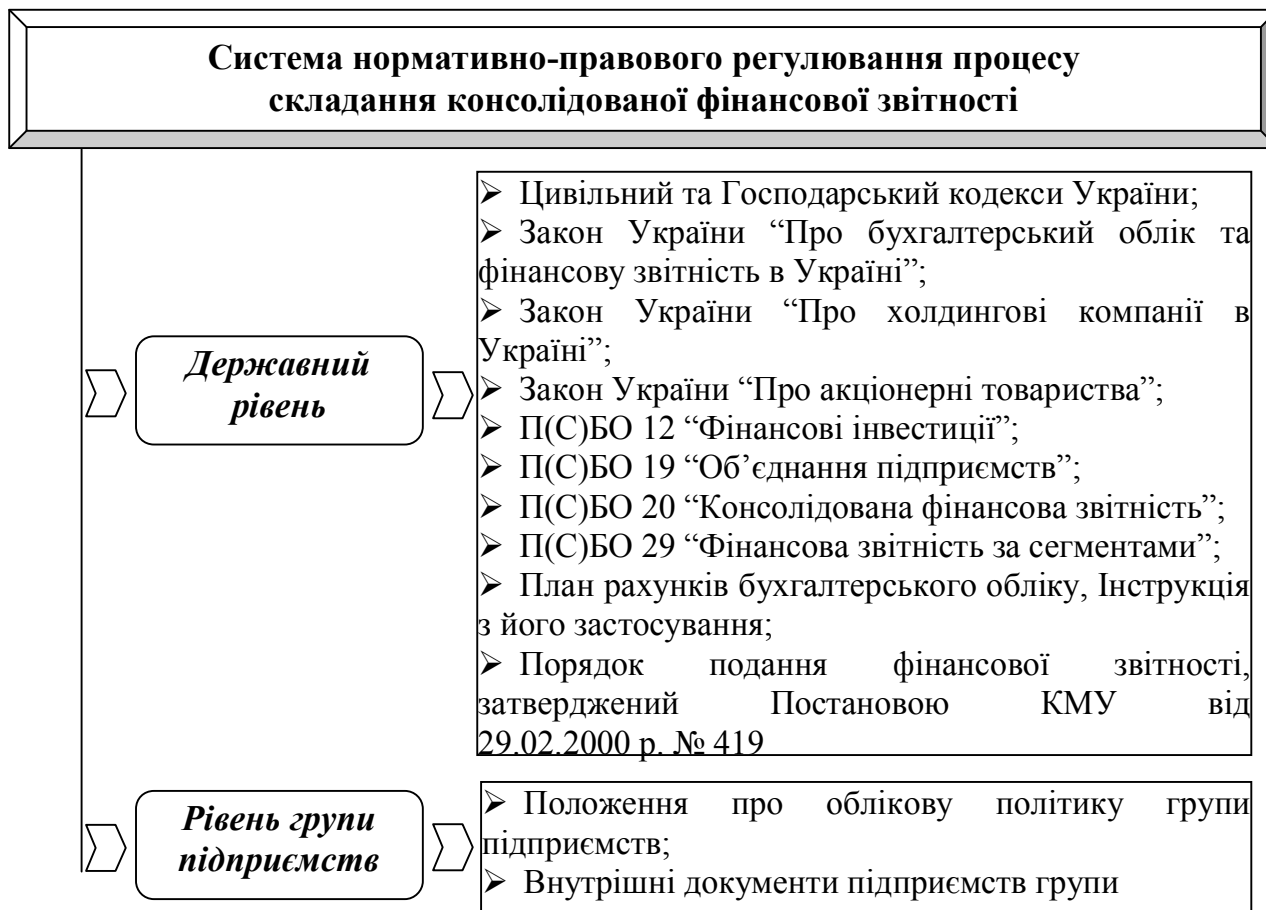 Система нормативно-правового регулювання процесу
складання консолідованої фінансової звітності
Державний
рівень
➢ Цивільний та Господарський кодекси України;
➢ Закон України “Про бухгалтерський облік та
фінансову звітність в Україні”;
➢ Закон України “Про холдингові компанії в
Україні”;
➢ Закон України “Про акціонерні товариства”;
➢ П(С)БО 12 “Фінансові інвестиції”;
➢ П(С)БО 19 “Об’єднання підприємств”;
➢ П(С)БО 20 “Консолідована фінансова звітність”;
➢ П(С)БО 29 “Фінансова звітність за сегментами”;
➢ План рахунків бухгалтерського обліку, Інструкція
з його застосування;
➢ Порядок подання фінансової звітності,
затверджений Постановою КМУ від
29.02.2000 р. № 419
Рівень групи
підприємств
➢ Положення про облікову політику групи
підприємств;
➢ Внутрішні документи підприємств групи